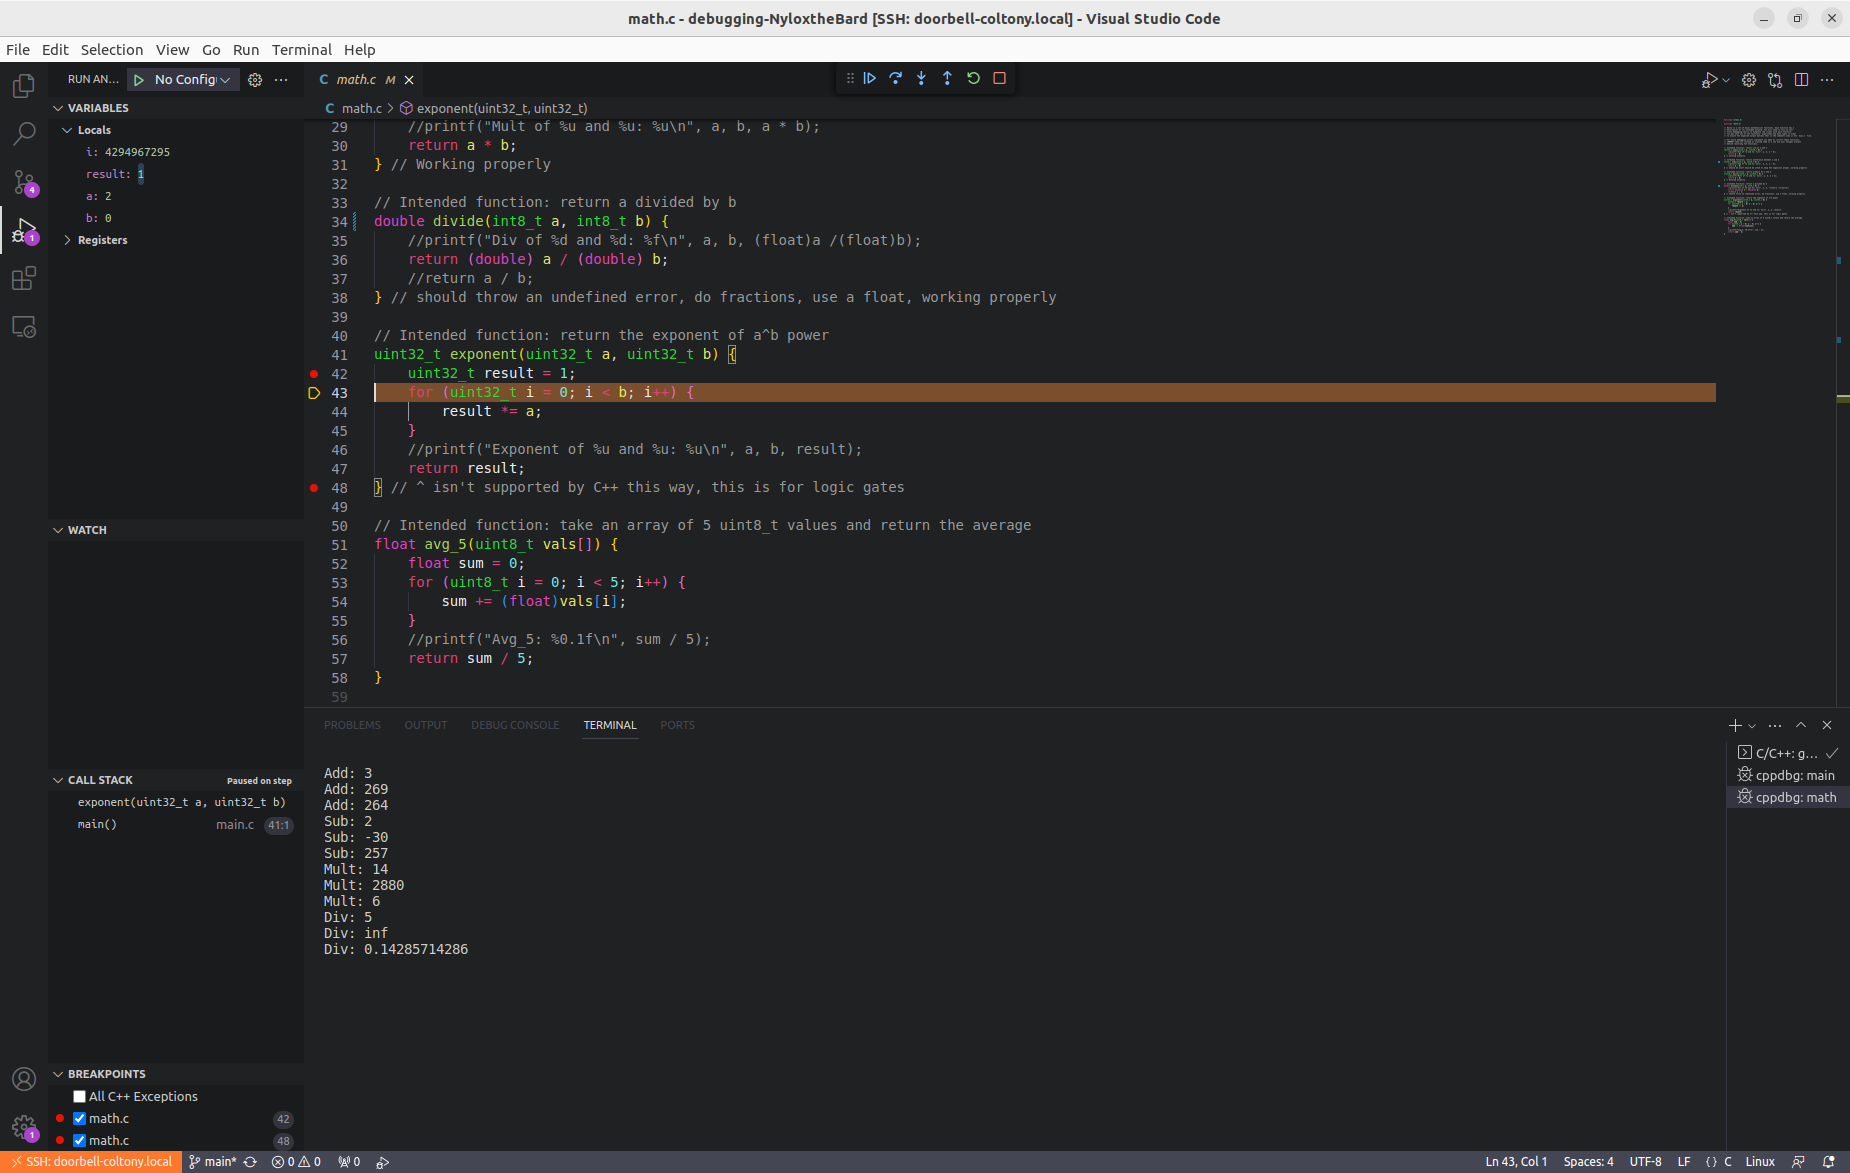 math.c - debugging-NyloxtheBard [SSH: doorbell-coltony.local] - Visual Studio Code
File Edit Selection View Go Run Terminal Help
RUN AN... No Config
math.c M
VARIABLES
Locals
i: 4294967295
result: 1
a: 2
b: 0
Registers
WATCH
CALL STACK Paused on step
exponent(uint32_t a, uint32_t b)
main() main.c 41:1
BREAKPOINTS
All C++ Exceptions
math.c 42
math.c 48
4
1
1
C math.c > exponent(uint32_t, uint32_t)
29 //printf("Mult of %u and %u: %u\n", a, b, a * b);
30 return a * b;
31 } // Working properly
32
33 // Intended function: return a divided by b
34 double divide(int8_t a, int8_t b) {
35 //printf("Div of %d and %d: %f\n", a, b, (float)a /(float)b);
36 return (double) a / (double) b;
37 //return a / b;
38 } // should throw an undefined error, do fractions, use a float, working properly
39
40 // Intended function: return the exponent of a^b power
41 uint32_t exponent(uint32_t a, uint32_t b) {
42 uint32_t result = 1;
43 for (uint32_t i = 0; i < b; i++) {
44 result *= a;
45 }
46 //printf("Exponent of %u and %u: %u\n", a, b, result);
47 return result;
48 } // ^ isn't supported by C++ this way, this is for logic gates
49
50 // Intended function: take an array of 5 uint8_t values and return the average
51 float avg_5(uint8_t vals[]) {
52 float sum = 0;
53 for (uint8_t i = 0; i < 5; i++) {
54 sum += (float)vals[i];
55 }
56 //printf("Avg_5: %0.1f\n", sum / 5);
57 return sum / 5;
58 }
59
PROBLEMS OUTPUT DEBUG CONSOLE TERMINAL PORTS
Add: 3
Add: 269
Add: 264
Sub: 2
Sub: -30
Sub: 257
Mult: 14
Mult: 2880
Mult: 6
Div: 5
Div: inf
Div: 0.14285714286
C/C++: g...
cppdbg: main
cppdbg: math
SSH: doorbell-coltony.local main* 0 0 0 Ln 43, Col 1 Spaces: 4 UTF-8 LF {} C Linux